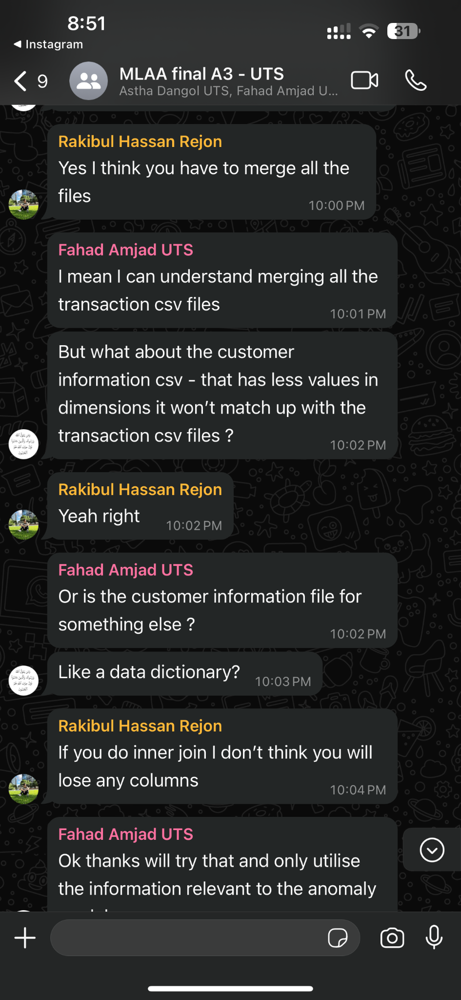 8:51
31
◀ Instagram
9
MLAA final A3 - UTS
Astha Dangol UTS, Fahad Amjad U...
Rakibul Hassan Rejon
Yes I think you have to merge all the
files
10:00 PM
Fahad Amjad UTS
I mean I can understand merging all the
transaction csv files
10:01 PM
But what about the customer
information csv - that has less values in
dimensions it won’t match up with the
transaction csv files ?
10:02 PM
Rakibul Hassan Rejon
Yeah right
10:02 PM
Fahad Amjad UTS
Or is the customer information file for
something else ?
10:02 PM
Like a data dictionary?
10:03 PM
Rakibul Hassan Rejon
If you do inner join I don’t think you will
lose any columns
10:04 PM
Fahad Amjad UTS
Ok thanks will try that and only utilise
the information relevant to the anomaly